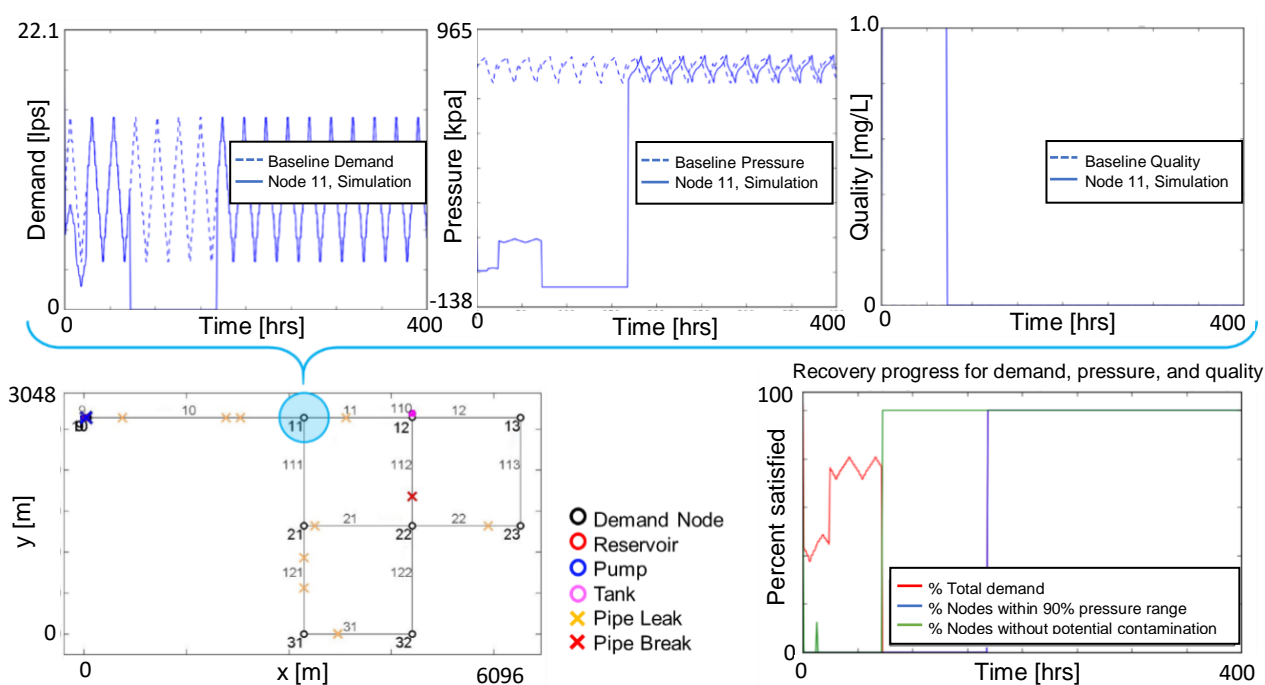 22.1
Demand [lps]
0
Baseline Demand
Node 11, Simulation
0
Time [hrs]
400
965
Pressure [kpa]
-138
Baseline Pressure
Node 11, Simulation
0
Time [hrs]
400
1.0
Quality [mg/L]
0
Baseline Quality
Node 11, Simulation
0
Time [hrs]
400
3048
y [m]
0
10
11
110
12
11
12
13
111
112
113
21
22
21
22
23
121
122
31
31
32
0
x [m]
6096
Demand Node
Reservoir
Pump
Tank
Pipe Leak
Pipe Break
Recovery progress for demand, pressure, and quality
100
Percent satisfied
0
% Total demand
% Nodes within 90% pressure range
% Nodes without potential contamination
0
Time [hrs]
400